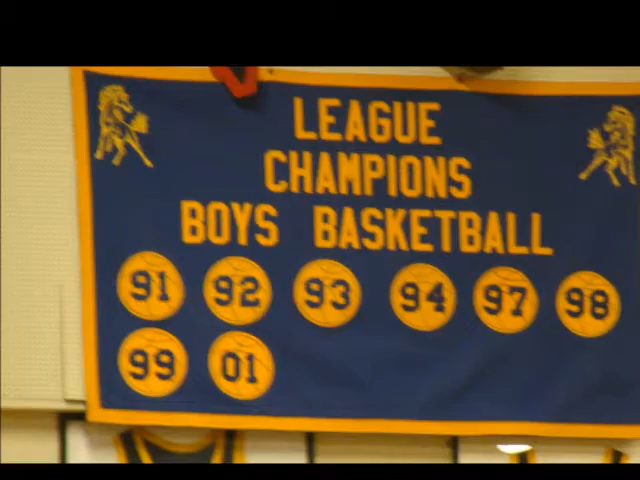 LEAGUE
CHAMPIONS
BOYS BASKETBALL
91 92 93 94 97 98
99 01